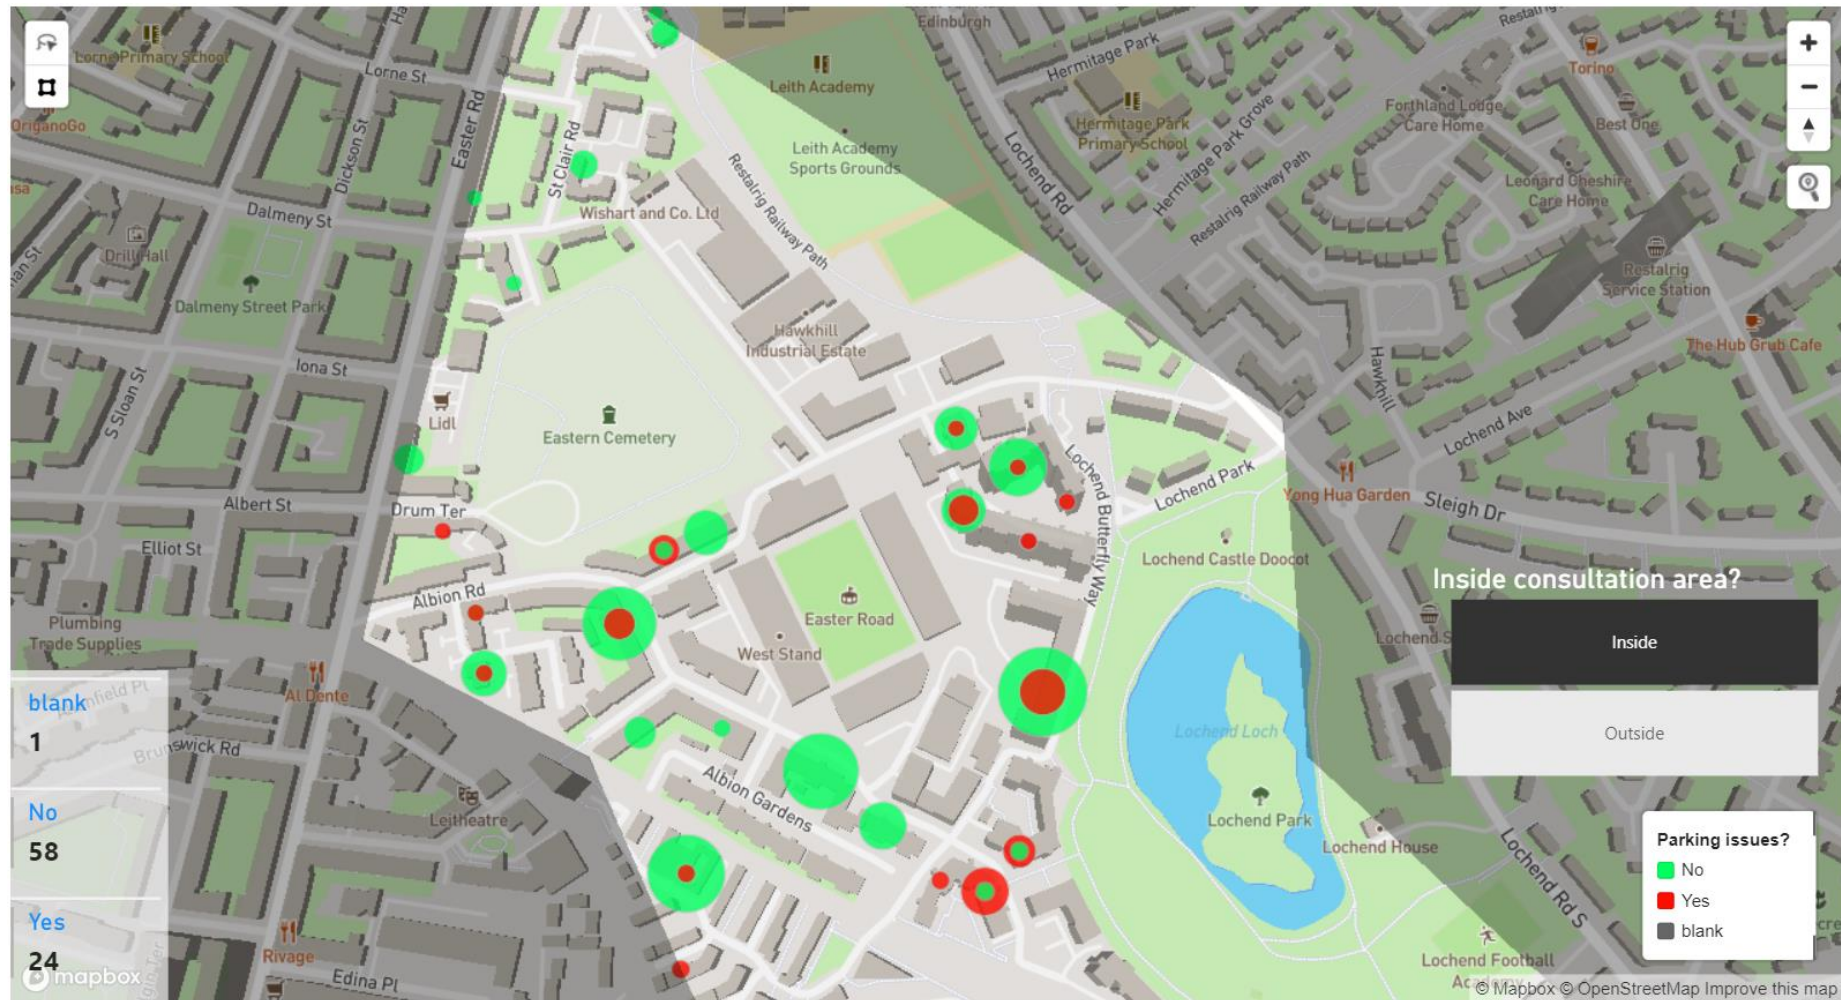 Lorne Primary School
OriganoGo
Lorne St
Easter Rd
Dickson St
St Clair Rd
Dalmeny St
Drill Hall
Dalmeny Street Park
Iona St
S Sloan St
Lidl
Albert St
Drum Ter
Elliot St
Albion Rd
Plumbing
Trade Supplies
Al Dente
Brunswick Rd
Leitheatre
Rivage
Edina Pl
Edinburgh
Leith Academy
Leith Academy
Sports Grounds
Restalrig Railway Path
Wishart and Co. Ltd
Hawkhill
Industrial Estate
Eastern Cemetery
Easter Road
West Stand
Albion Gardens
Lochend Rd
Hermitage Park
Hermitage Park
Primary School
Hermitage Park Grove
Restalrig Railway Path
Forthland Lodge
Care Home
Torino
Best One
Leonard Cheshire
Care Home
Restalrig
Service Station
The Hub Grub Cafe
Hawkhill
Lochend Ave
Lochend Park
Yong Hua Garden
Sleigh Dr
Lochend Butterfly Way
Lochend Castle Doocot
Lochend Loch
Lochend Park
Lochend House
Lochend Rd S
Lochend Football
Inside consultation area?
Inside
Outside
Parking issues?
No
Yes
blank
blank
1
No
58
Yes
24
mapbox
© Mapbox © OpenStreetMap Improve this map